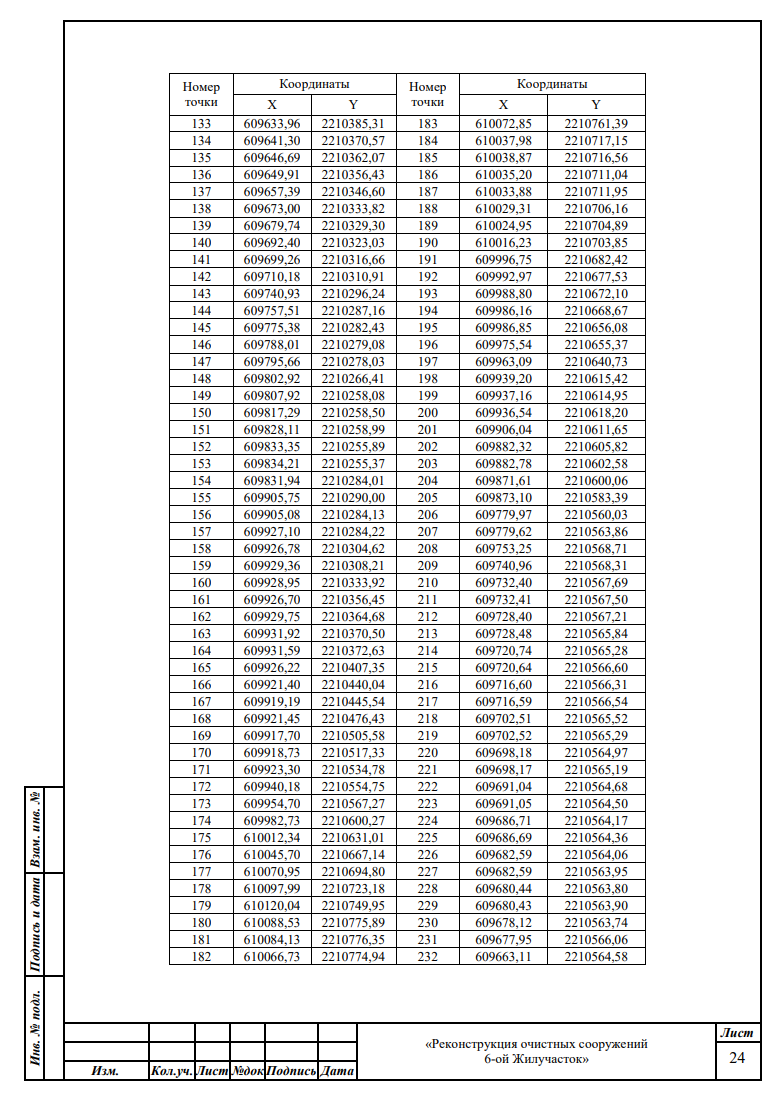 Номер точки Координаты Номер точки Координаты
X Y X Y
133 609633,96 2210385,31 183 610072,85 2210761,39
134 609641,30 2210370,57 184 610037,98 2210717,15
135 609646,69 2210362,07 185 610038,87 2210716,56
136 609649,91 2210356,43 186 610035,20 2210711,04
137 609657,39 2210346,60 187 610033,88 2210711,95
138 609673,00 2210333,82 188 610029,31 2210706,16
139 609679,74 2210329,30 189 610024,95 2210704,89
140 609692,40 2210323,03 190 610016,23 2210703,85
141 609699,26 2210316,66 191 609996,75 2210682,42
142 609710,18 2210310,91 192 609992,97 2210677,53
143 609740,93 2210296,24 193 609988,80 2210672,10
144 609757,51 2210287,16 194 609986,16 2210668,67
145 609775,38 2210282,43 195 609986,85 2210656,08
146 609788,01 2210279,08 196 609975,54 2210655,37
147 609795,66 2210278,03 197 609963,09 2210640,73
148 609802,92 2210266,41 198 609939,20 2210615,42
149 609807,92 2210258,08 199 609937,16 2210614,95
150 609817,29 2210258,50 200 609936,54 2210618,20
151 609828,11 2210258,99 201 609906,04 2210611,65
152 609833,35 2210255,89 202 609882,32 2210605,82
153 609834,21 2210255,37 203 609882,78 2210602,58
154 609831,94 2210284,01 204 609871,61 2210600,06
155 609905,75 2210290,00 205 609873,10 2210583,39
156 609905,08 2210284,13 206 609779,97 2210560,03
157 609927,10 2210284,22 207 609779,62 2210563,86
158 609926,78 2210304,62 208 609753,25 2210568,71
159 609929,36 2210308,21 209 609740,96 2210568,31
160 609928,95 2210333,92 210 609732,40 2210567,69
161 609926,70 2210356,45 211 609732,41 2210567,50
162 609929,75 2210364,68 212 609728,40 2210567,21
163 609931,92 2210370,50 213 609728,48 2210565,84
164 609931,59 2210372,63 214 609720,74 2210565,28
165 609926,22 2210407,35 215 609720,64 2210566,60
166 609921,40 2210440,04 216 609716,60 2210566,31
167 609919,19 2210445,54 217 609716,59 2210566,54
168 609921,45 2210476,43 218 609702,51 2210565,52
169 609917,70 2210505,58 219 609702,52 2210565,29
170 609918,73 2210517,33 220 609698,18 2210564,97
171 609923,30 2210534,78 221 609698,17 2210565,19
172 609940,18 2210554,75 222 609691,04 2210564,68
173 609954,70 2210567,27 223 609691,05 2210564,50
174 609982,73 2210600,27 224 609686,71 2210564,17
175 610012,34 2210631,01 225 609686,69 2210564,36
176 610045,70 2210667,14 226 609682,59 2210564,06
177 610070,95 2210694,80 227 609682,59 2210563,95
178 610097,99 2210723,18 228 609680,44 2210563,80
179 610120,04 2210749,95 229 609680,43 2210563,90
180 610088,53 2210775,89 230 609678,12 2210563,74
181 610084,13 2210776,35 231 609677,95 2210566,06
182 610066,73 2210774,94 232 609663,11 2210564,58
Взам. инв. №
Подпись и дата
Инв. № подл.
Изм. Кол.уч. Лист №док Подпись Дата
«Реконструкция очистных сооружений
6-ой Жилучасток»
Лист
24